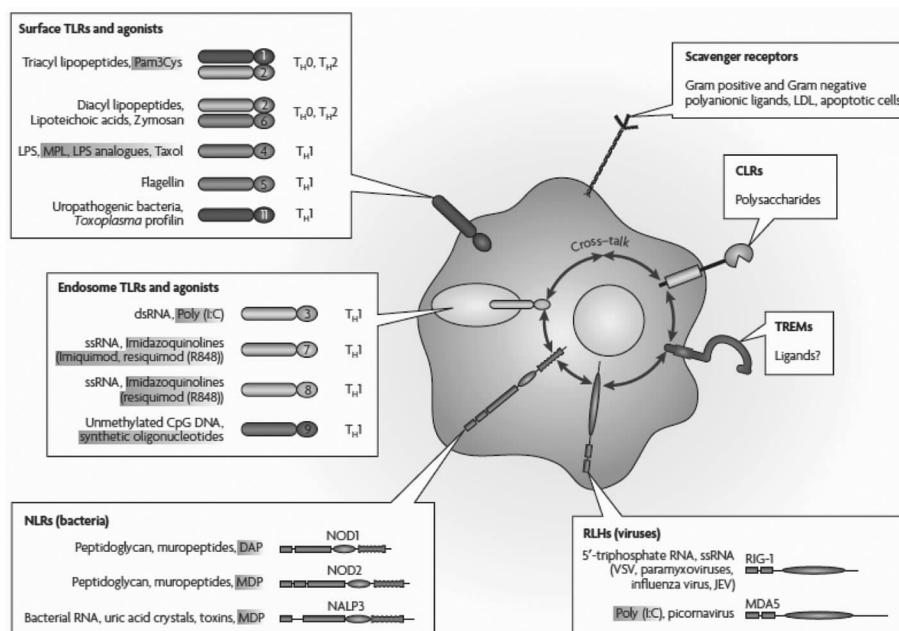 Surface TLRs and agonists
Triacyl lipopeptides, Pam3Cys
1
2
TH0, TH2
Diacyl lipopeptides,
Lipoteichoic acids, Zymosan
2
6
TH0, TH2
LPS, MPL, LPS analogues, Taxol
4
TH1
Flagellin
5
TH1
Uropathogenic bacteria,
Toxoplasma profilin
11
TH1
Scavenger receptors
Gram positive and Gram negative
polyanionic ligands, LDL, apoptotic cells
CLRs
Polysaccharides
Cross-talk
TREMs
Ligands?
Endosome TLRs and agonists
dsRNA, Poly (I:C)
3
TH1
ssRNA, Imidazoquinolines
(Imiquimod, resiquimod (R848))
7
TH1
ssRNA, Imidazoquinolines
(resiquimod (R848))
8
TH1
Unmethylated CpG DNA,
synthetic oligonucleotides
9
TH1
NLRs (bacteria)
Peptidoglycan, muropeptides, DAP
NOD1
Peptidoglycan, muropeptides, MDP
NOD2
Bacterial RNA, uric acid crystals, toxins, MDP
NALP3
RLHs (viruses)
5′-triphosphate RNA, ssRNA
(VSV, paramyxoviruses,
influenza virus, JEV)
RIG-1
Poly (I:C), picornavirus
MDA5